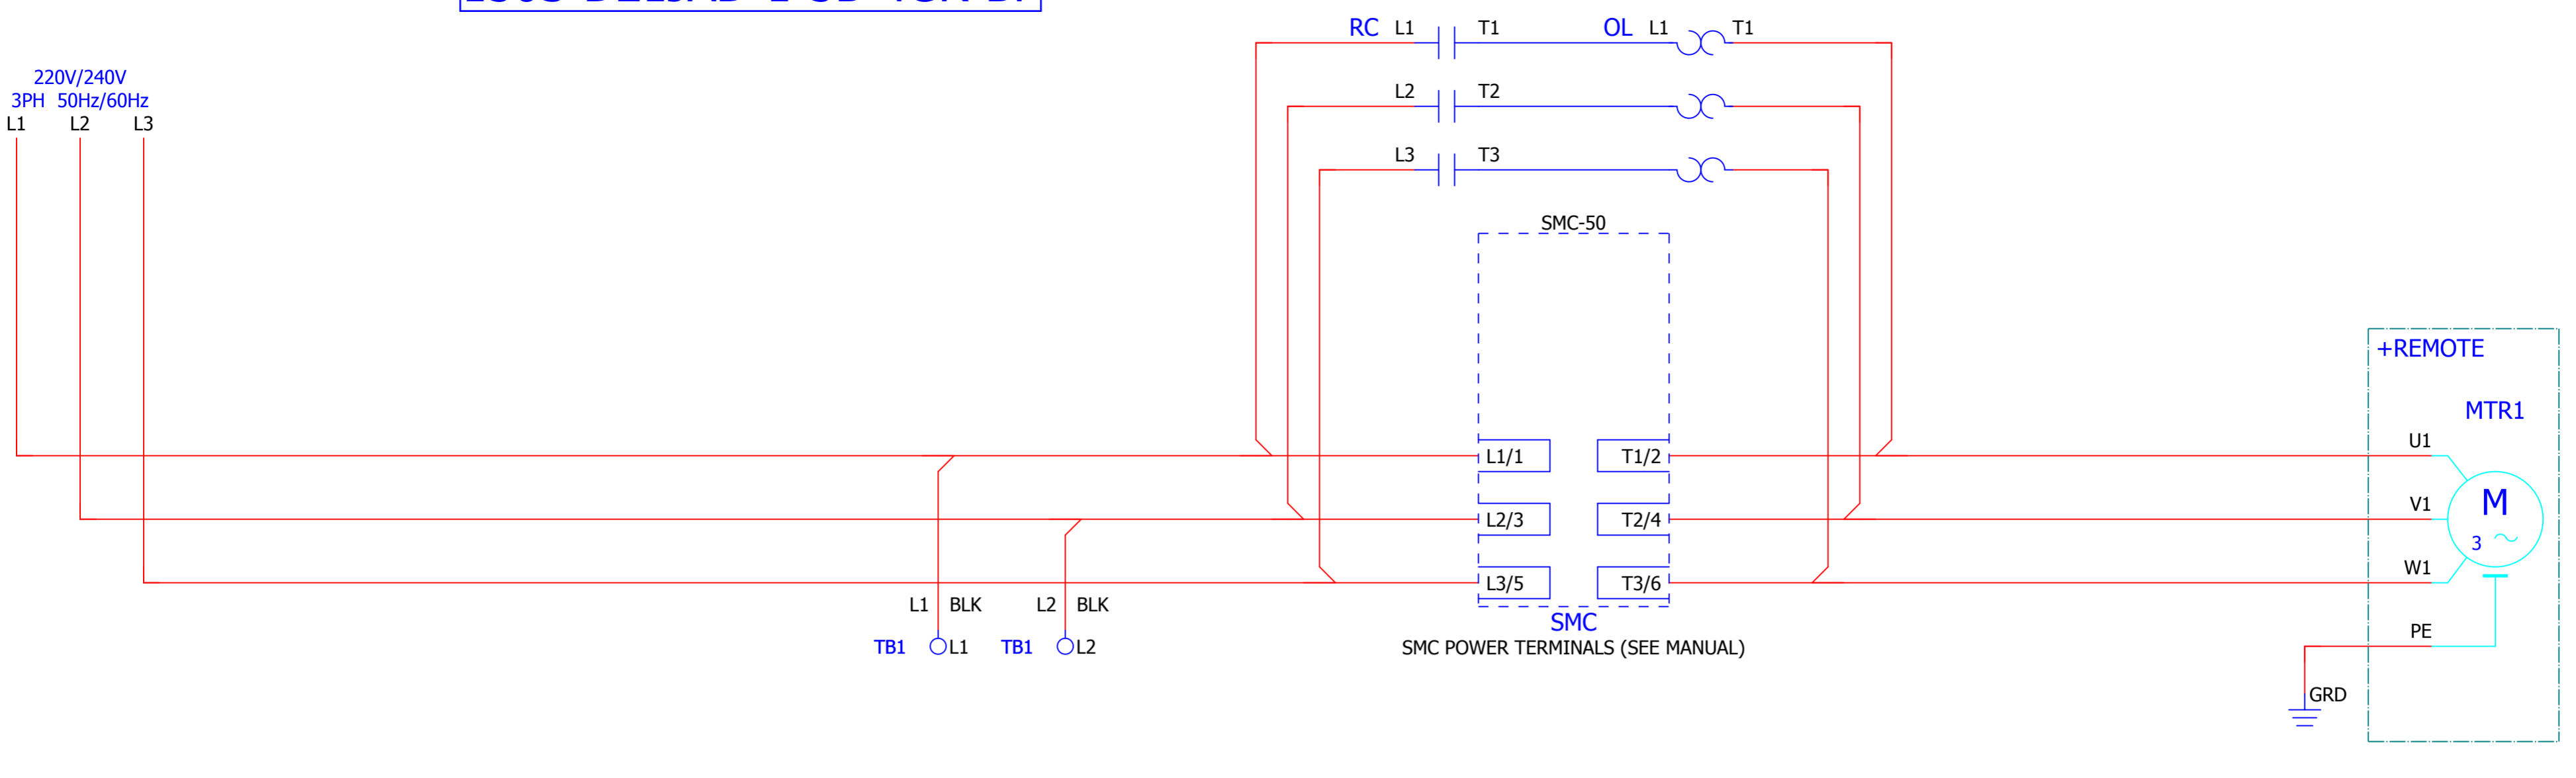 RC L1 T1 OL L1 T1
220V/240V
3PH 50Hz/60Hz
L1 L2 L3
L2 T2
L3 T3
SMC-50
+REMOTE
MTR1
U1
L1/1 T1/2
V1
M
3
L2/3 T2/4
W1
L3/5 T3/6
L1 BLK L2 BLK
SMC
TB1 L1 TB1 L2
SMC POWER TERMINALS (SEE MANUAL)
PE
GRD